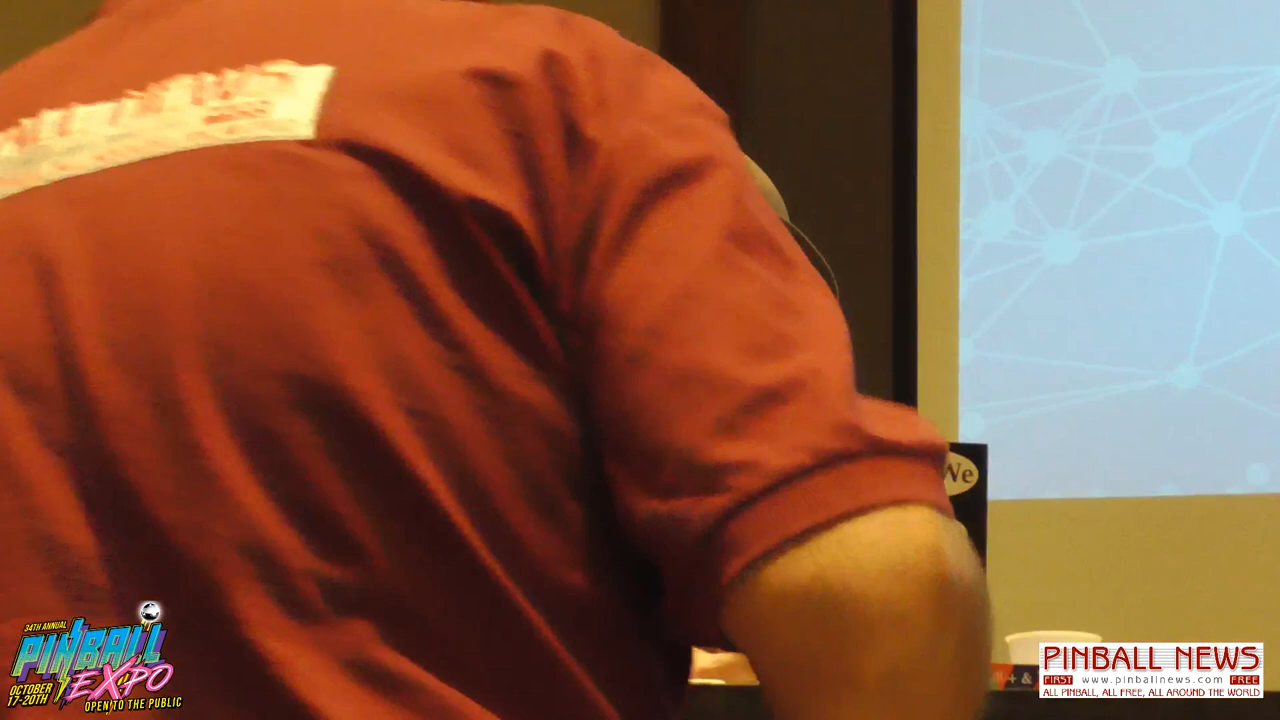 We
+ &
34TH ANNUAL
PINBALL
EXPO
OCTOBER
17-20TH
OPEN TO THE PUBLIC
PINBALL NEWS
FIRST www.pinballnews.com FREE
ALL PINBALL, ALL FREE, ALL AROUND THE WORLD